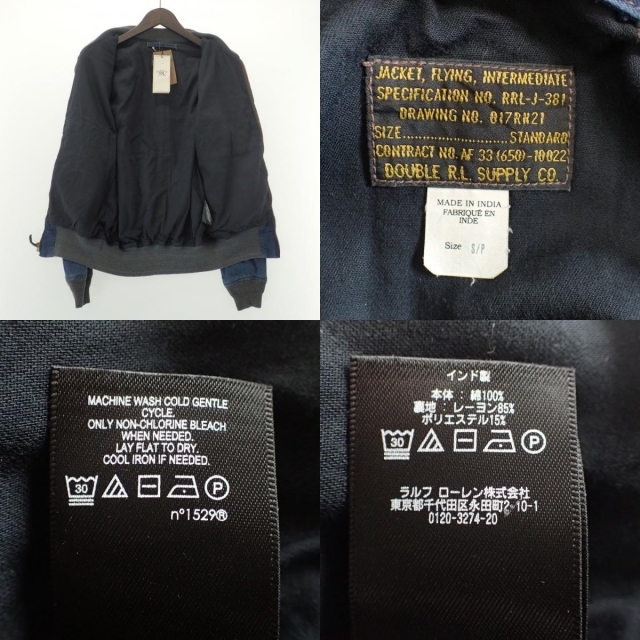 JACKET, FLYING, INTERMEDIATE
SPECIFICATION NO. RRL-J-381
DRAWING NO. 017RN21
SIZE.......................STANDARD
CONTRACT NO. AF 33 (650)-10022
DOUBLE R.L. SUPPLY CO.
MADE IN INDIA
FABRIQUÉ EN
INDE
Size S/P
MACHINE WASH COLD GENTLE
CYCLE.
ONLY NON-CHLORINE BLEACH
WHEN NEEDED.
LAY FLAT TO DRY.
COOL IRON IF NEEDED.
30 P
n°1529®
インド製
本体：綿100%
裏地：レーヨン85%
ポリエステル15%
30 P
ラルフ ローレン株式会社
東京都千代田区永田町2-10-1
0120-3274-20